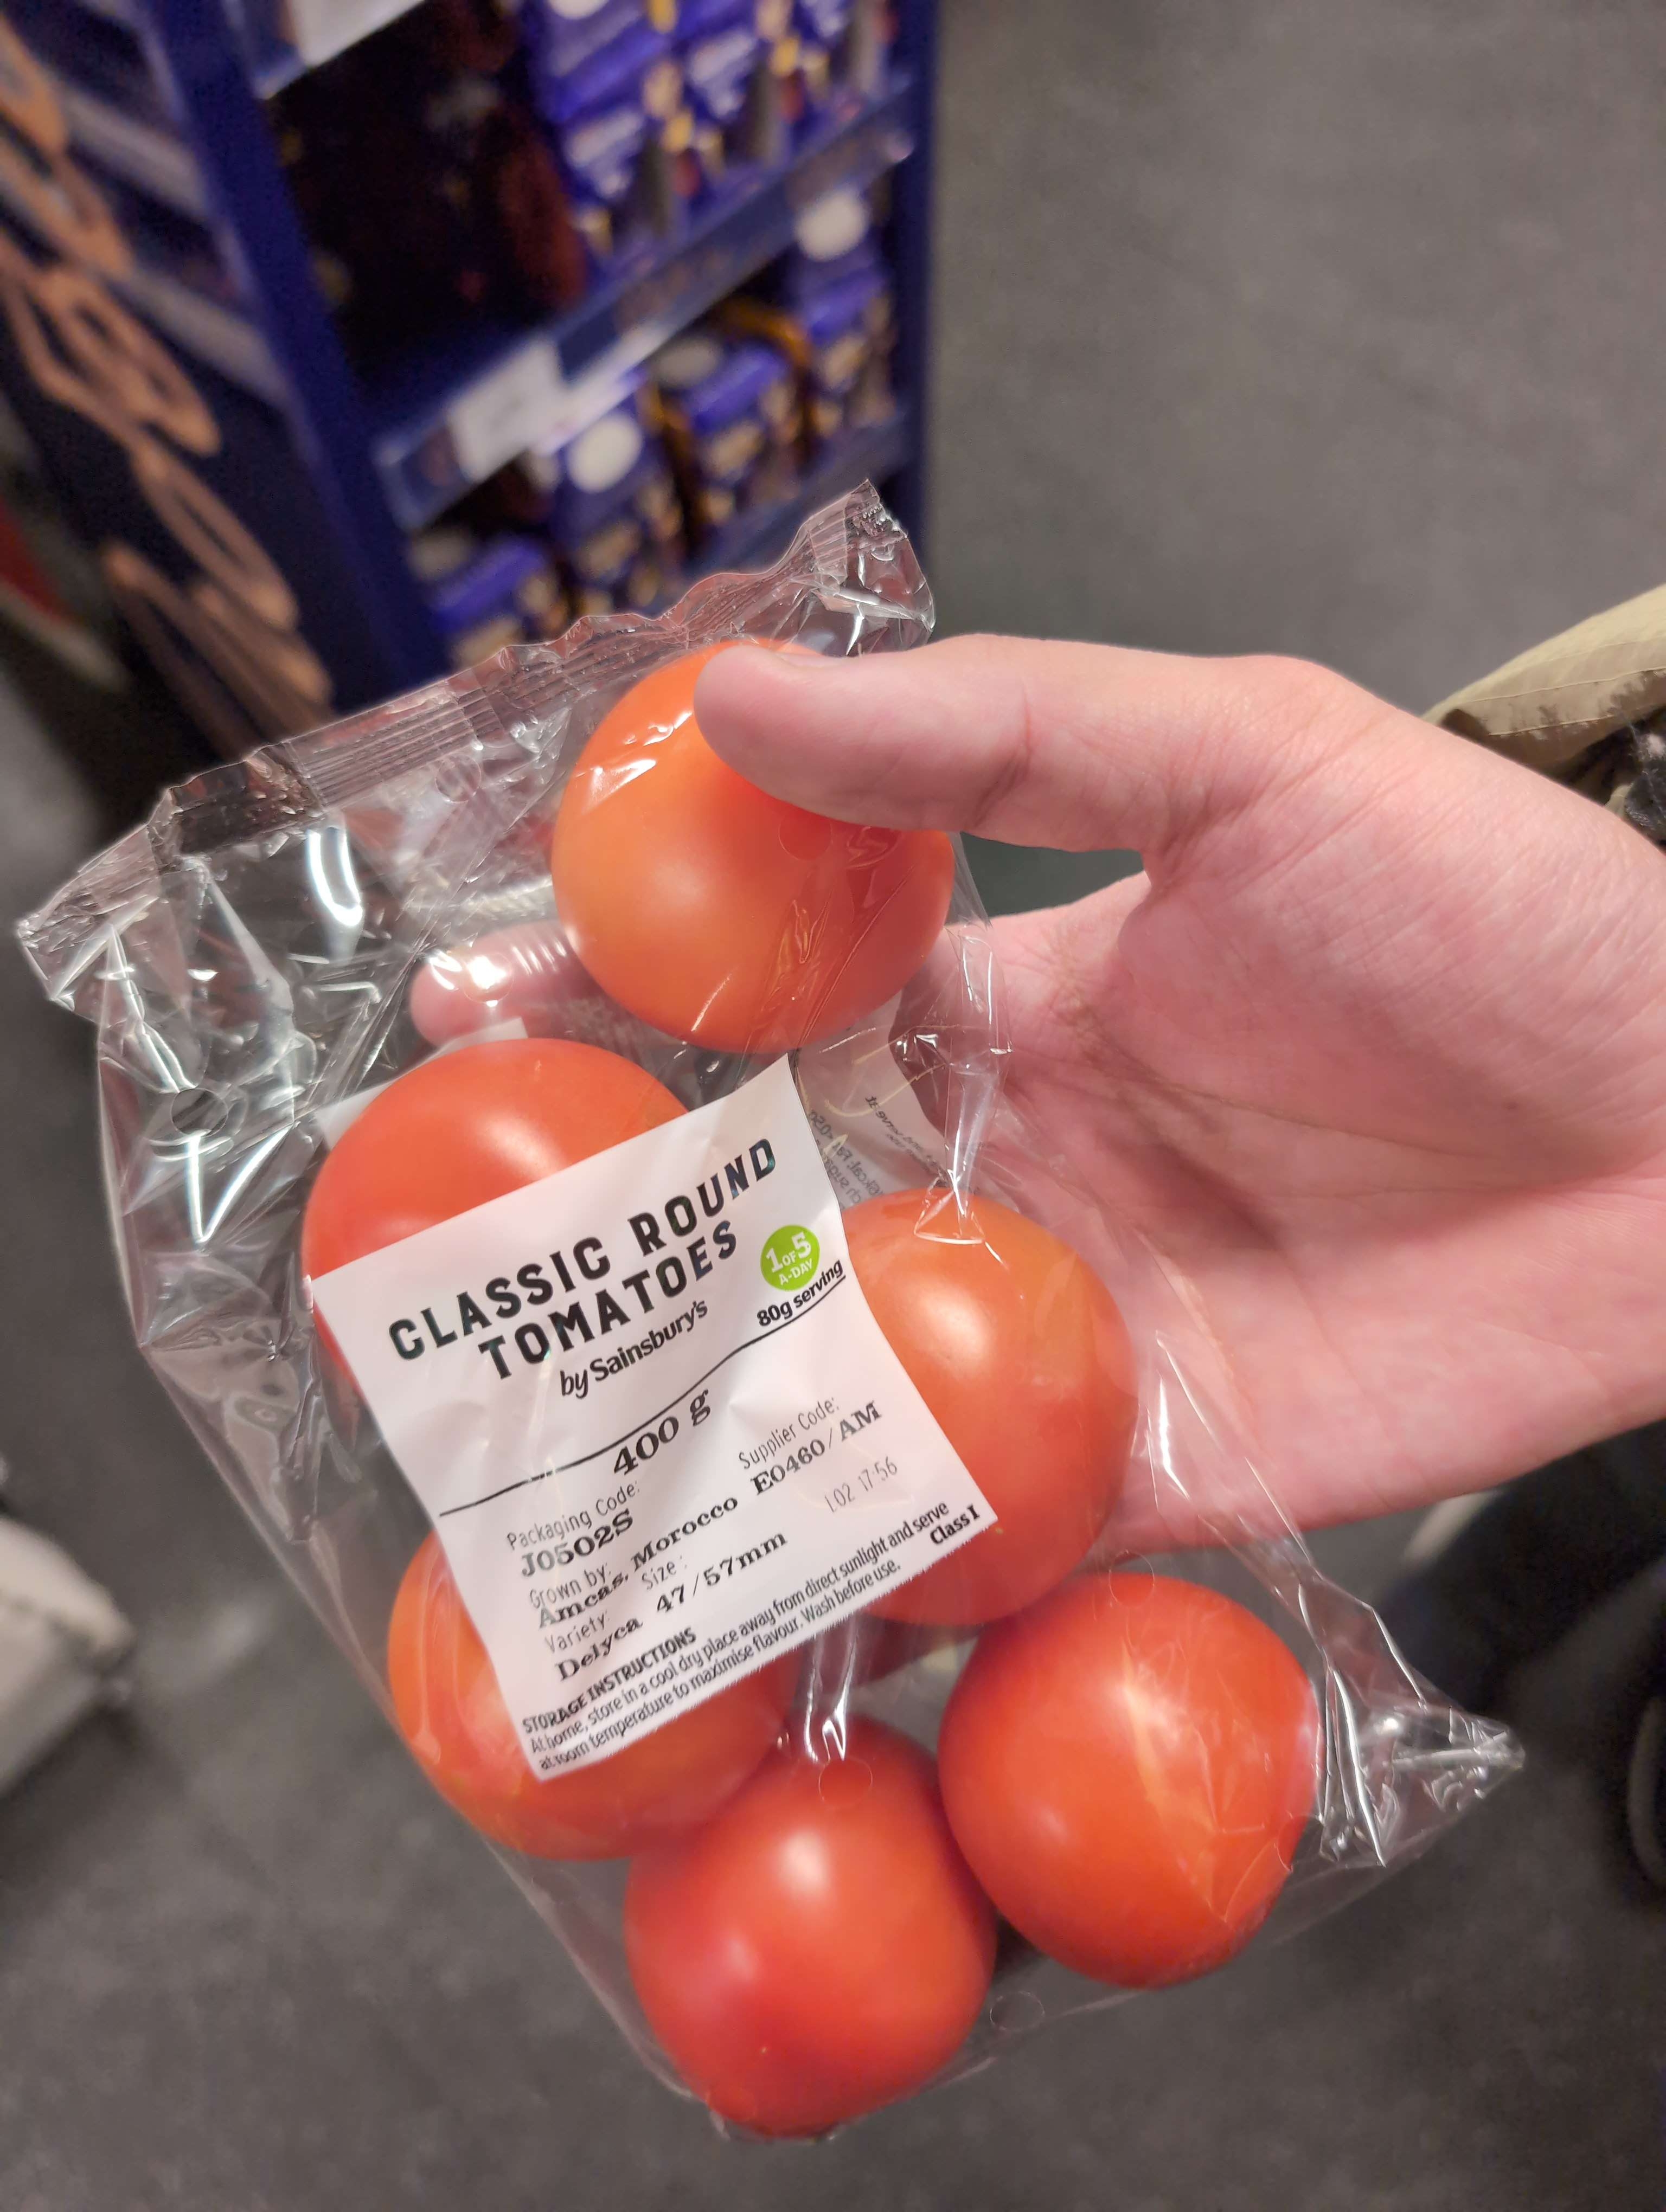 CLASSIC ROUND
TOMATOES
by Sainsbury's
1 OF 5
A-DAY
80g serving
400 g
Packaging Code:
J0502S
Supplier Code:
E0460/AM
Grown by:
Amcas, Morocco
L02 17:56
Variety:
Delyca
Size:
47/57mm
STORAGE INSTRUCTIONS
At home, store in a cool dry place away from direct sunlight and serve
at room temperature to maximise flavour. Wash before use.
Class I